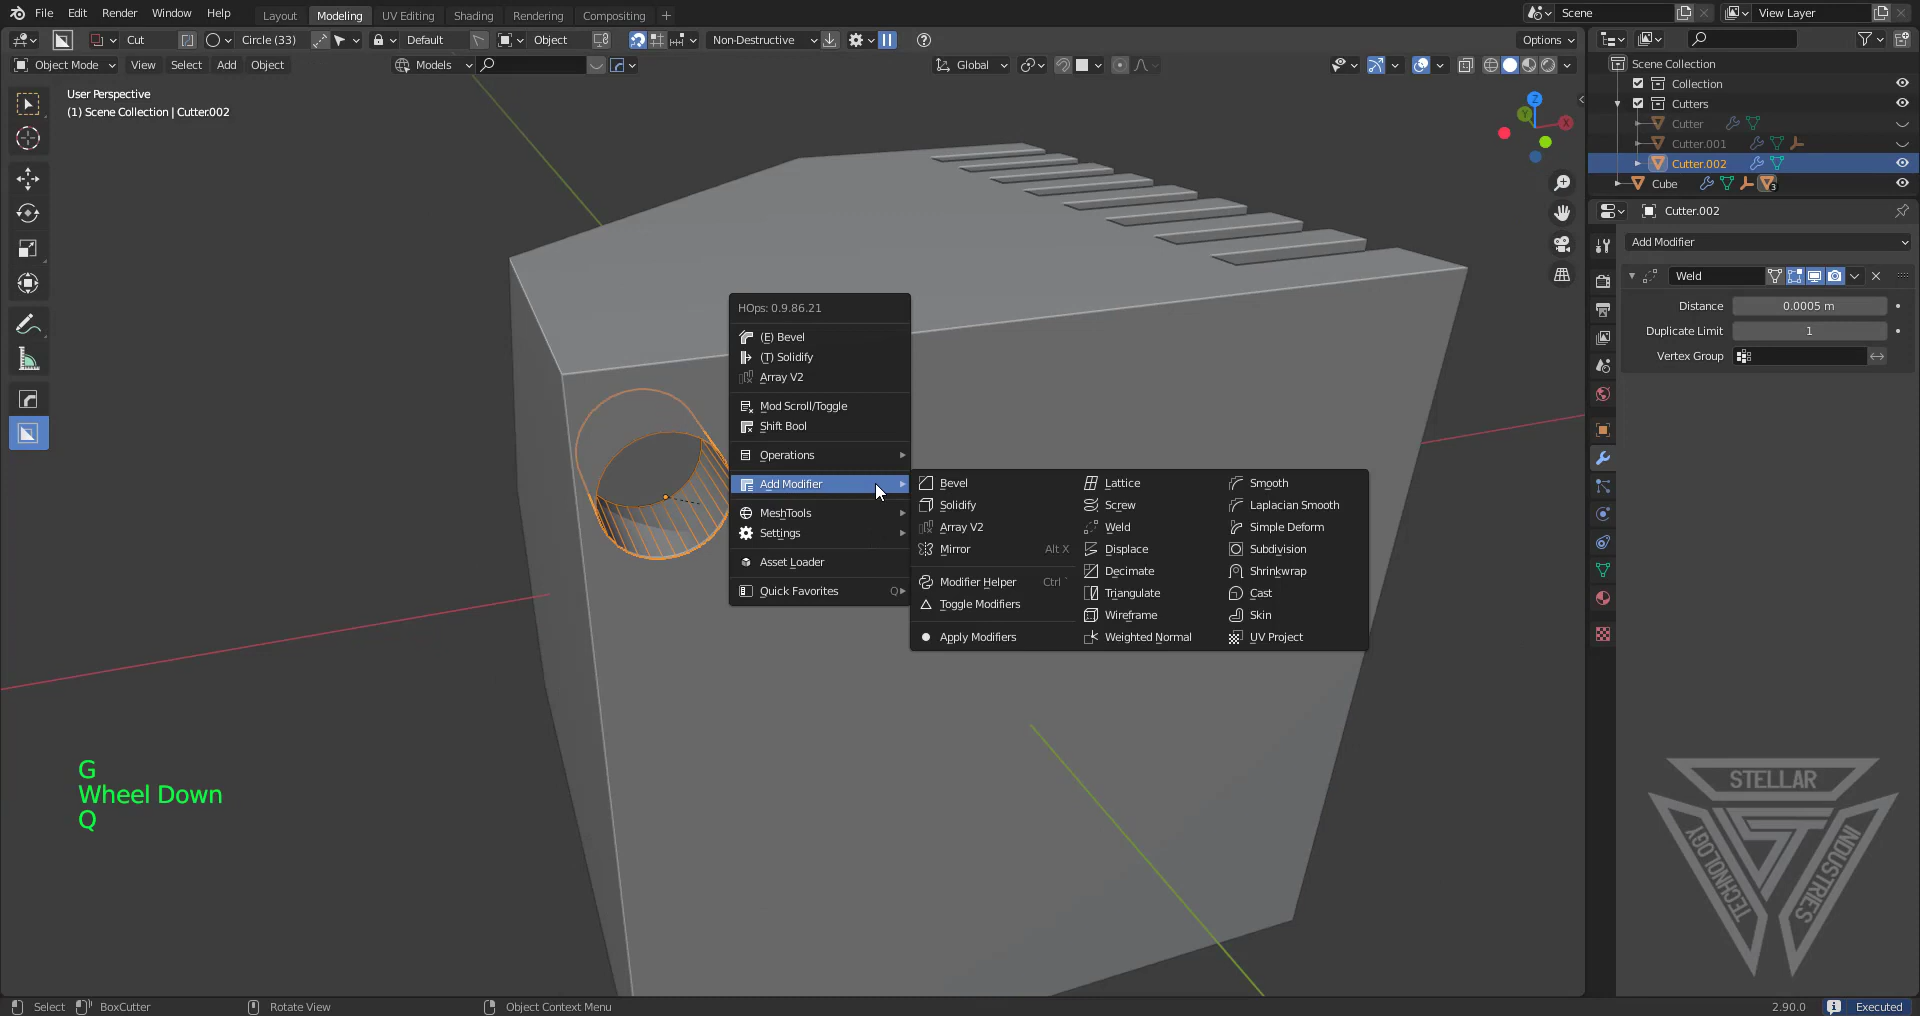 File Edit Render Window Help Layout Modeling UV Editing Shading Rendering Compositing + Scene View Layer
Cut Circle (33) Default Object Non-Destructive Options
Object Mode View Select Add Object Models Global
User Perspective
(1) Scene Collection | Cutter.002
Z
Y
X
Scene Collection
Collection
Cutters
Cutter
Cutter.001
Cutter.002
Cube
3
Cutter.002
Add Modifier
Weld
Distance 0.0005 m
Duplicate Limit 1
Vertex Group
HOps: 0.9.86.21
(E) Bevel
(T) Solidify
Array V2
Mod Scroll/Toggle
Shift Bool
Operations
Add Modifier
MeshTools
Settings
Asset Loader
Quick Favorites Q
Bevel
Solidify
Array V2
Mirror Alt X
Modifier Helper Ctrl `
Toggle Modifiers
Apply Modifiers
Lattice
Screw
Weld
Displace
Decimate
Triangulate
Wireframe
Weighted Normal
Smooth
Laplacian Smooth
Simple Deform
Subdivision
Shrinkwrap
Cast
Skin
UV Project
G
Wheel Down
Q
STELLAR
TECHNOLOGY
INDUSTRIES
Select BoxCutter Rotate View Object Context Menu 2.90.0 Executed